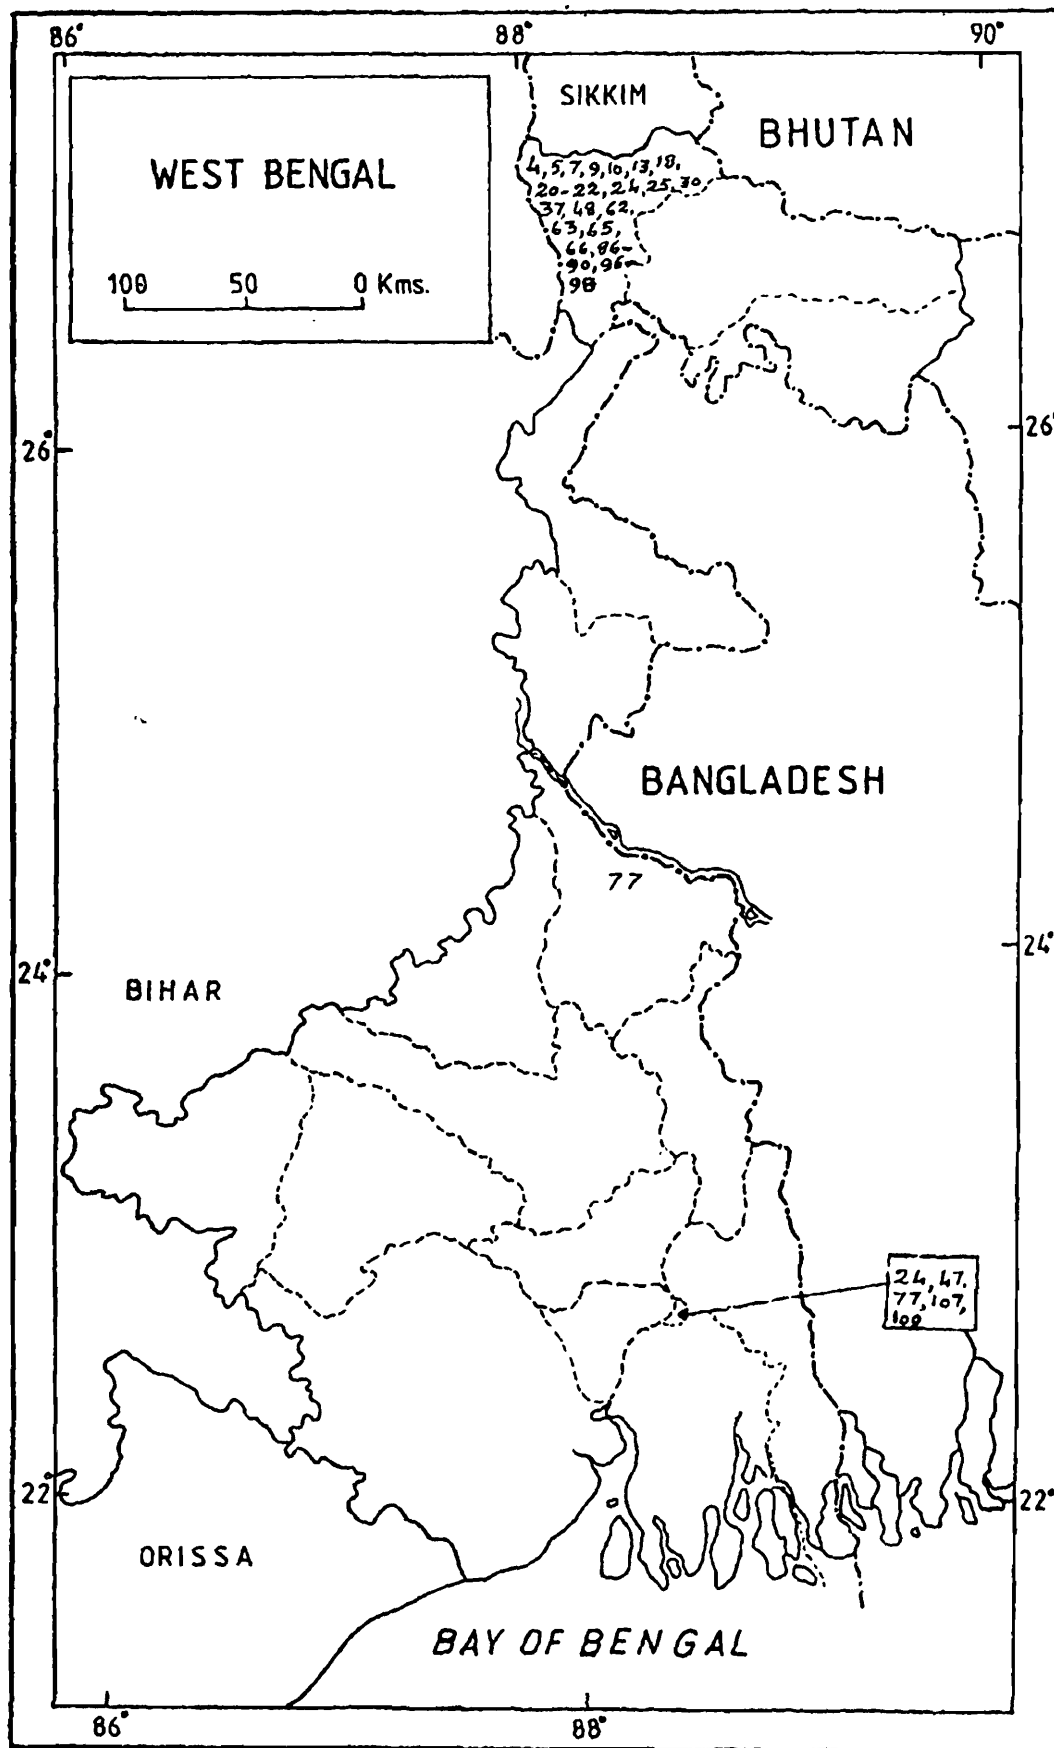 86° 88° 90°
SIKKIM
BHUTAN
WEST BENGAL
100 50 0 Kms.
4, 5, 7, 9, 10, 13, 18,
20-22, 24, 25, 30
37, 48, 62,
63, 65,
66, 86-
90, 96-
98
26° 26°
BANGLADESH
77
24° 24°
BIHAR
24, 47,
77, 107,
109
22° 22°
ORISSA
BAY OF BENGAL
86° 88°